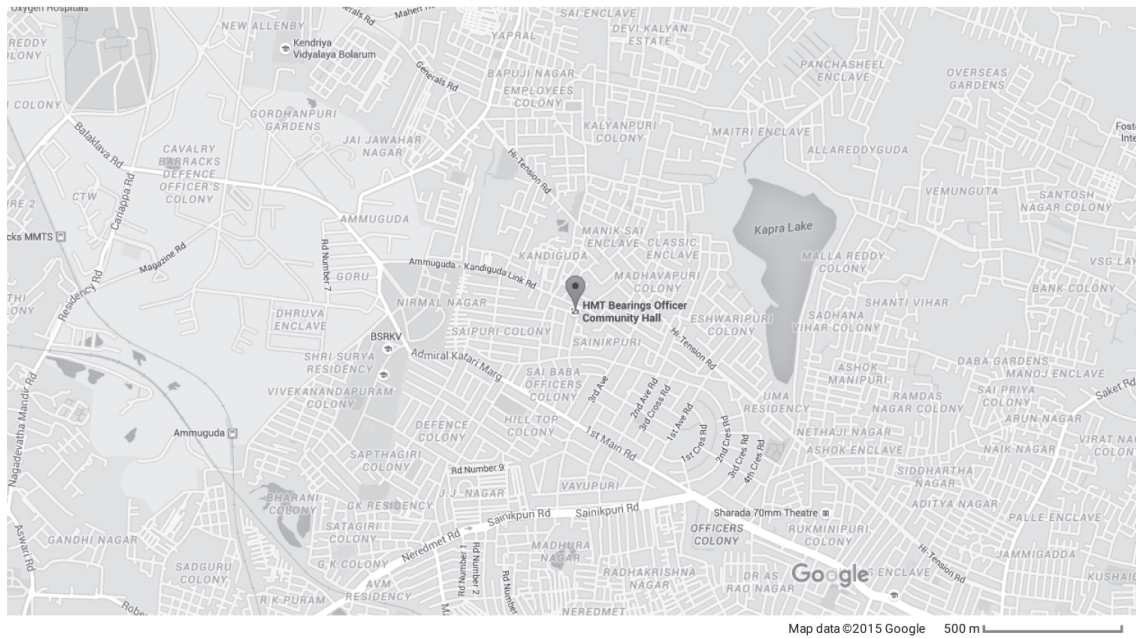 Oxygen Hospitals
Generals Rd
SAI ENCLAVE
NEW ALLENBY
DEVI KALYAN
ESTATE
YAPRAL
REDDY
Kendriya
Vidyalaya Bolarum
Generals Rd
BAPUJI NAGAR
EMPLOYEES
COLONY
PANCHASHEEL
ENCLAVE
OVERSEAS
GARDENS
COLONY
GORDHANPURI
GARDENS
JAI JAWAHAR
NAGAR
KALYANPURI
COLONY
MAITRI ENCLAVE
ALLAREDDYGUDA
Balaklava Rd
CAVALRY
BARRACKS
DEFENCE
OFFICER'S
COLONY
Hi-Tension Rd
VEMUNGUTA
SANTOSH
NAGAR COLONY
CTW
Cariappa Rd
AMMUGUDA
Kapra Lake
cks MMTS
Magazine Rd
Rd Number 7
MANIK SAI
ENCLAVE
CLASSIC
ENCLAVE
KANDIGUDA
MALLA REDDY
COLONY
BANK COLONY
VSG LAY
Residency Rd
GORU
Ammuguda - Kandiguda Link Rd
MADHAVAPURI
COLONY
NIRMAL NAGAR
HMT Bearings Officer
Community Hall
SHANTI VIHAR
DHRUVA
ENCLAVE
SAIPURI COLONY
SAINIKPURI
ESHWARIPURI
COLONY
SADHANA
VIHAR COLONY
BSRKV
Hi-Tension Rd
SHRI SURYA
RESIDENCY
Admiral Katari Marg
SAI BABA
OFFICERS
COLONY
DABA GARDENS
MANOJ ENCLAVE
ASHOK
MANIPURI
VIVEKANANDAPURAM
COLONY
3rd Ave
2nd Ave Rd
3rd Cross Rd
1st Ave Rd
UMA
RESIDENCY
RAMDAS
NAGAR COLONY
SAI PRIYA
COLONY
Saket Rd
Nagadevatha Mandir Rd
Ammuguda
DEFENCE
COLONY
HILL TOP
COLONY
1st Main Rd
1st Cres Rd
2nd Cres Rd
3rd Cres Rd
4th Cres Rd
NETHAJI NAGAR
ASHOK ENCLAVE
ARUN NAGAR
NAIK NAGAR
VIRAT NA
COLONY
SAPTHAGIRI
COLONY
Rd Number 9
SIDDHARTHA
NAGAR
BHARANI
COLONY
J.J. NAGAR
VAYUPURI
ADITYA NAGAR
GK RESIDENCY
Sainikpuri Rd
Sainikpuri Rd
Sharada 70mm Theatre
PALLE ENCLAVE
Aswart Rd
GANDHI NAGAR
SATAGIRI
COLONY
Neredmet Rd
OFFICERS
COLONY
RUKMINIPURI
COLONY
G.K COLONY
MADHURA
NAGAR
Hi-Tension Rd
JAMMIGADDA
SADGURU
COLONY
AVM
RESIDENCY
Rd Number 1
Rd Number 2
Rd Number
RADHAKRISHNA
NAGAR
DR AS
RAO NAGAR
Google
S ENCLAVE
KUSHAIG
R K PURAM
NEREDMET
Map data ©2015 Google 500 m